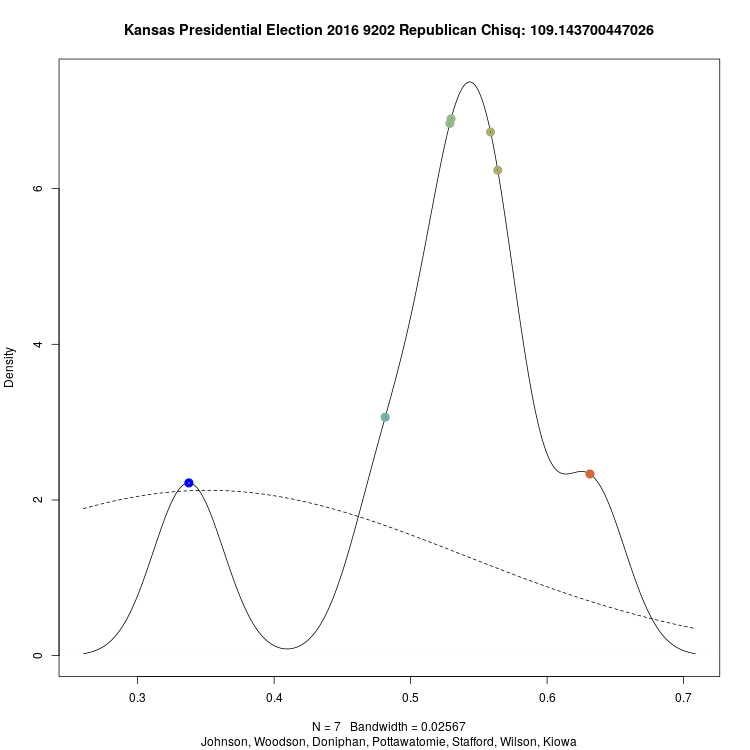 Kansas Presidential Election 2016 9202 Republican Chisq: 109.143700447026
Density
6
4
2
0
0.3 0.4 0.5 0.6 0.7
N = 7 Bandwidth = 0.02567
Johnson, Woodson, Doniphan, Pottawatomie, Stafford, Wilson, Kiowa